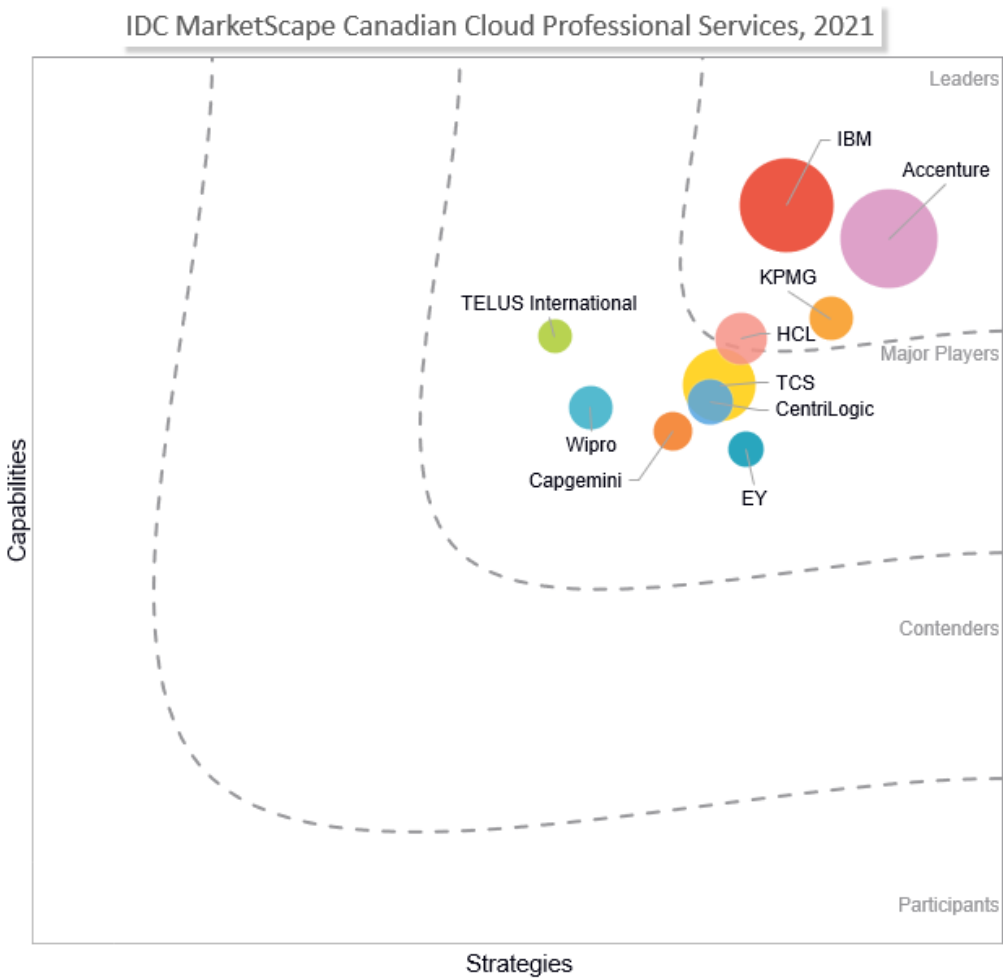 IDC MarketScape Canadian Cloud Professional Services, 2021
Leaders
IBM
Accenture
KPMG
TELUS International
HCL
Major Players
TCS
CentriLogic
Wipro
Capgemini
EY
Capabilities
Contenders
Participants
Strategies